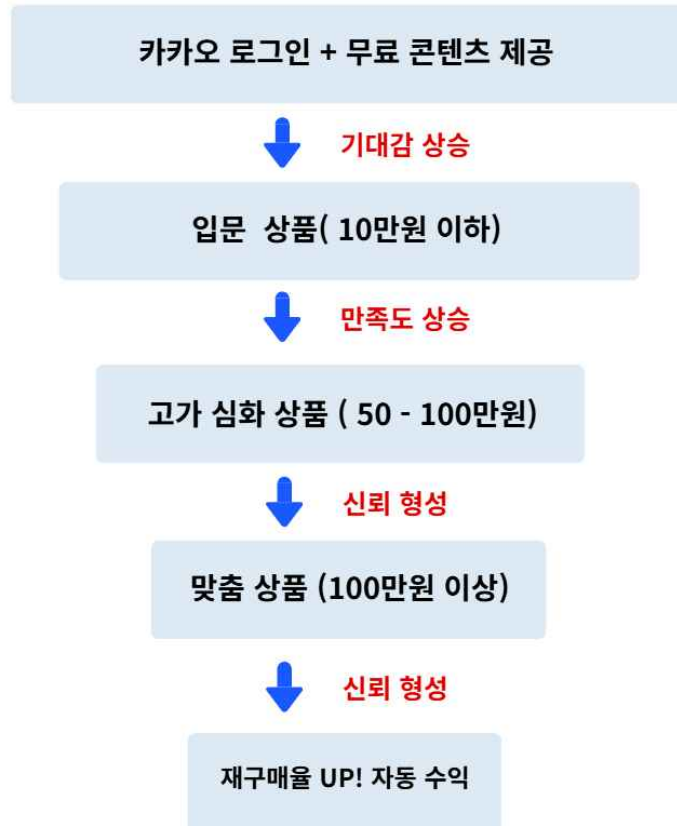 카카오 로그인 + 무료 콘텐츠 제공
기대감 상승
입문 상품( 10만원 이하)
만족도 상승
고가 심화 상품 ( 50 - 100만원)
신뢰 형성
맞춤 상품 (100만원 이상)
신뢰 형성
재구매율 UP! 자동 수익